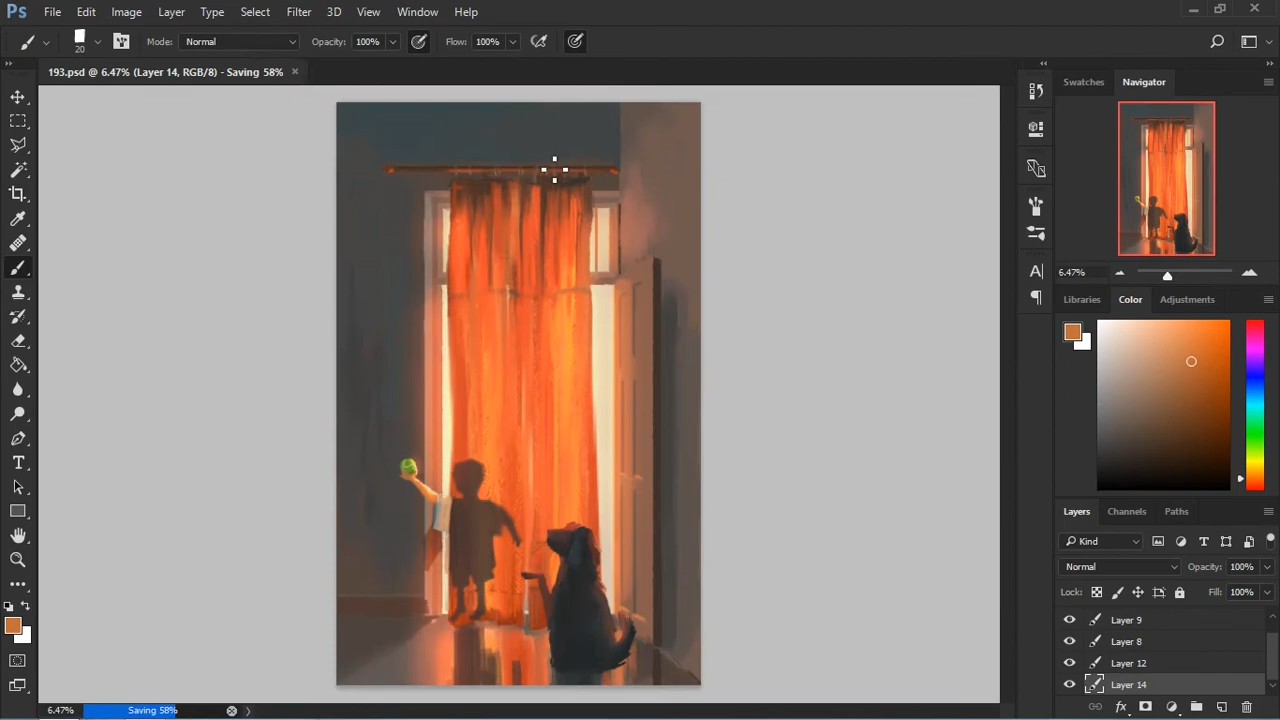 Ps File Edit Image Layer Type Select Filter 3D View Window Help
20 Mode: Normal Opacity: 100% Flow: 100%
193.psd @ 6.47% (Layer 14, RGB/8) - Saving 58% ×
Swatches Navigator
6.47%
Libraries Color Adjustments
Layers Channels Paths
Kind
Normal Opacity: 100%
Lock: Fill: 100%
Layer 9
Layer 8
Layer 12
Layer 14
fx
6.47% Saving 58%